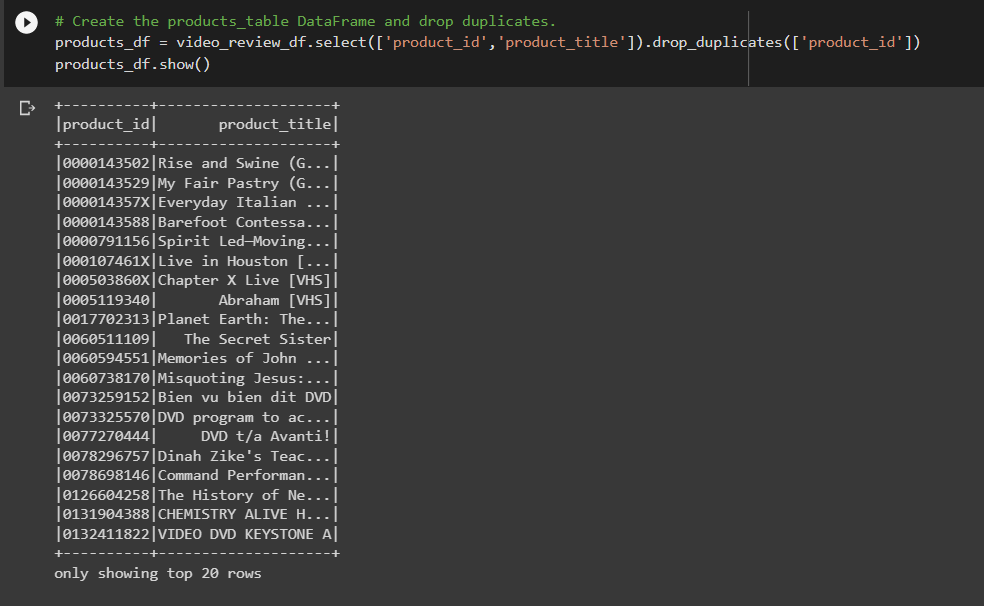 # Create the products_table DataFrame and drop duplicates.
products_df = video_review_df.select(['product_id','product_title']).drop_duplicates(['product_id'])
products_df.show()
+----------+--------------------+
|product_id|       product_title|
+----------+--------------------+
|0000143502|Rise and Swine (G...|
|0000143529|My Fair Pastry (G...|
|000014357X|Everyday Italian ...|
|0000143588|Barefoot Contessa...|
|0000791156|Spirit Led—Moving...|
|000107461X|Live in Houston [...|
|000503860X|Chapter X Live [VHS]|
|0005119340|       Abraham [VHS]|
|0017702313|Planet Earth: The...|
|0060511109|   The Secret Sister|
|0060594551|Memories of John ...|
|0060738170|Misquoting Jesus:...|
|0073259152|Bien vu bien dit DVD|
|0073325570|DVD program to ac...|
|0077270444|     DVD t/a Avanti!|
|0078296757|Dinah Zike's Teac...|
|0078698146|Command Performan...|
|0126604258|The History of Ne...|
|0131904388|CHEMISTRY ALIVE H...|
|0132411822|VIDEO DVD KEYSTONE A|
+----------+--------------------+
only showing top 20 rows